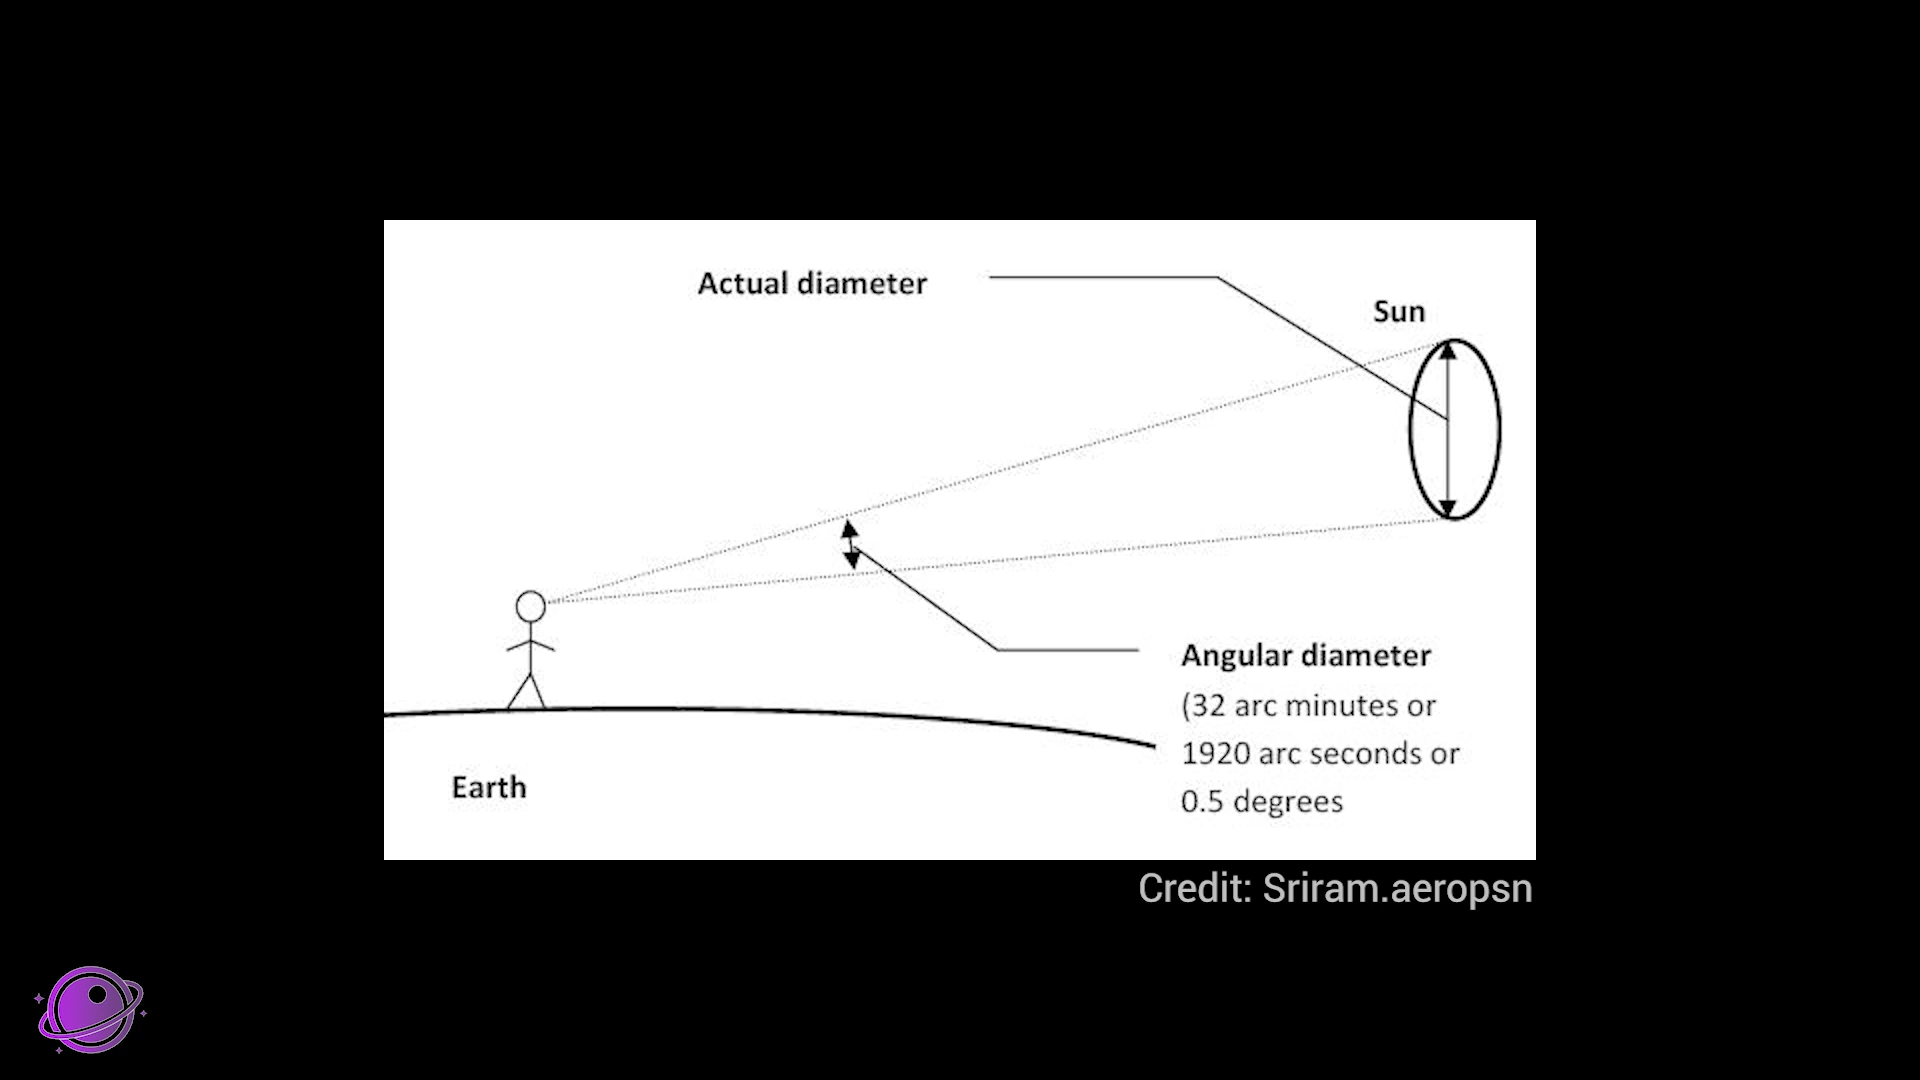 Actual diameter
Sun
Angular diameter
(32 arc minutes or
1920 arc seconds or
0.5 degrees
Earth
Credit: Sriram.aeropsn